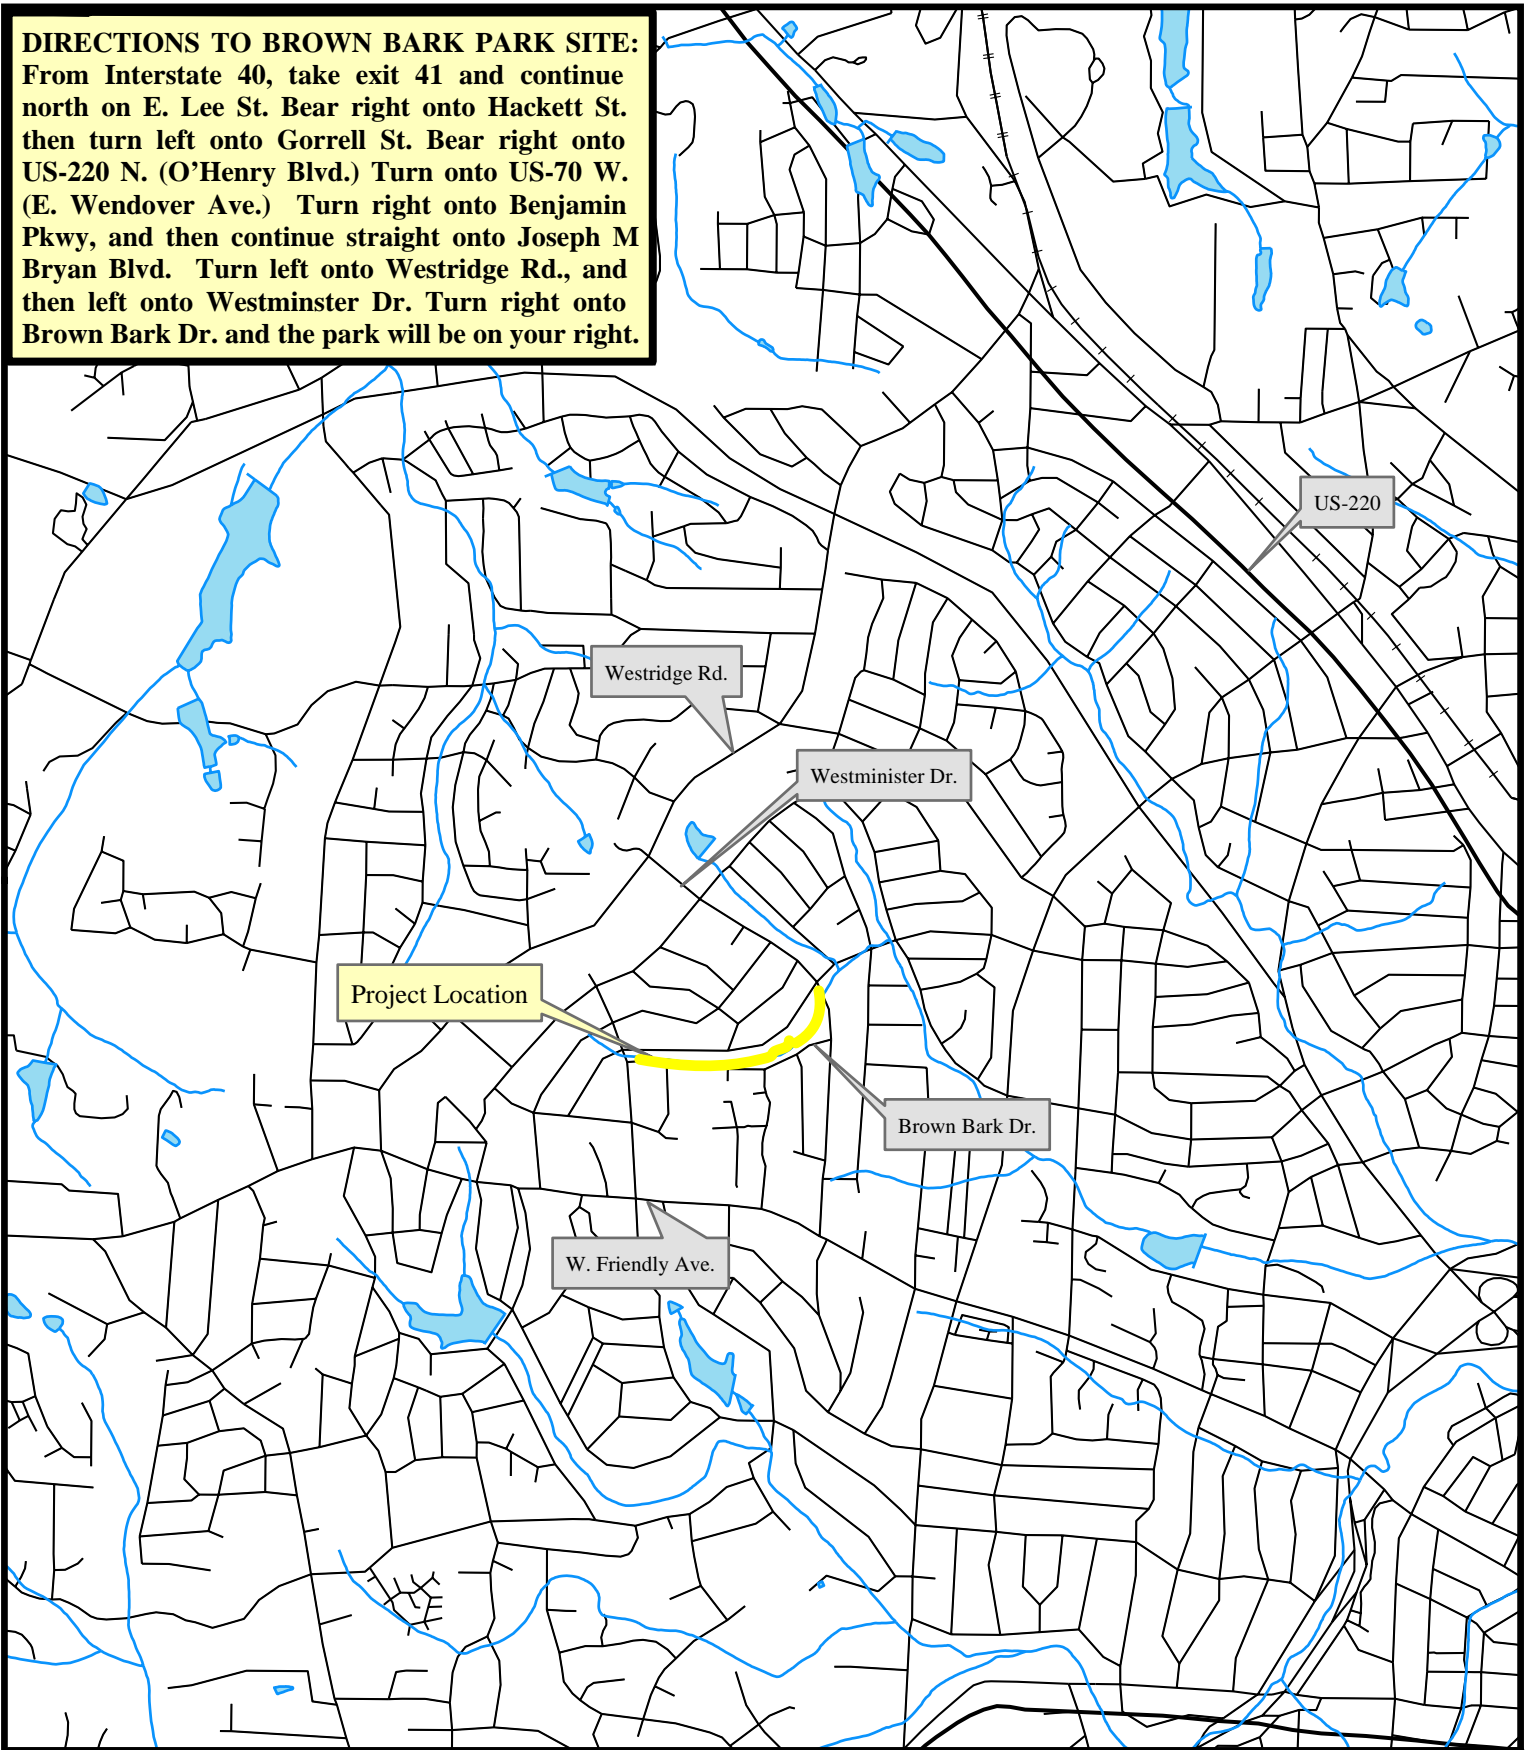 DIRECTIONS TO BROWN BARK PARK SITE:
From Interstate 40, take exit 41 and continue
north on E. Lee St. Bear right onto Hackett St.
then turn left onto Gorrell St. Bear right onto
US-220 N. (O’Henry Blvd.) Turn onto US-70 W.
(E. Wendover Ave.) Turn right onto Benjamin
Pkwy, and then continue straight onto Joseph M
Bryan Blvd. Turn left onto Westridge Rd., and
then left onto Westminster Dr. Turn right onto
Brown Bark Dr. and the park will be on your right.
US-220
Westridge Rd.
Westminister Dr.
Project Location
Brown Bark Dr.
W. Friendly Ave.